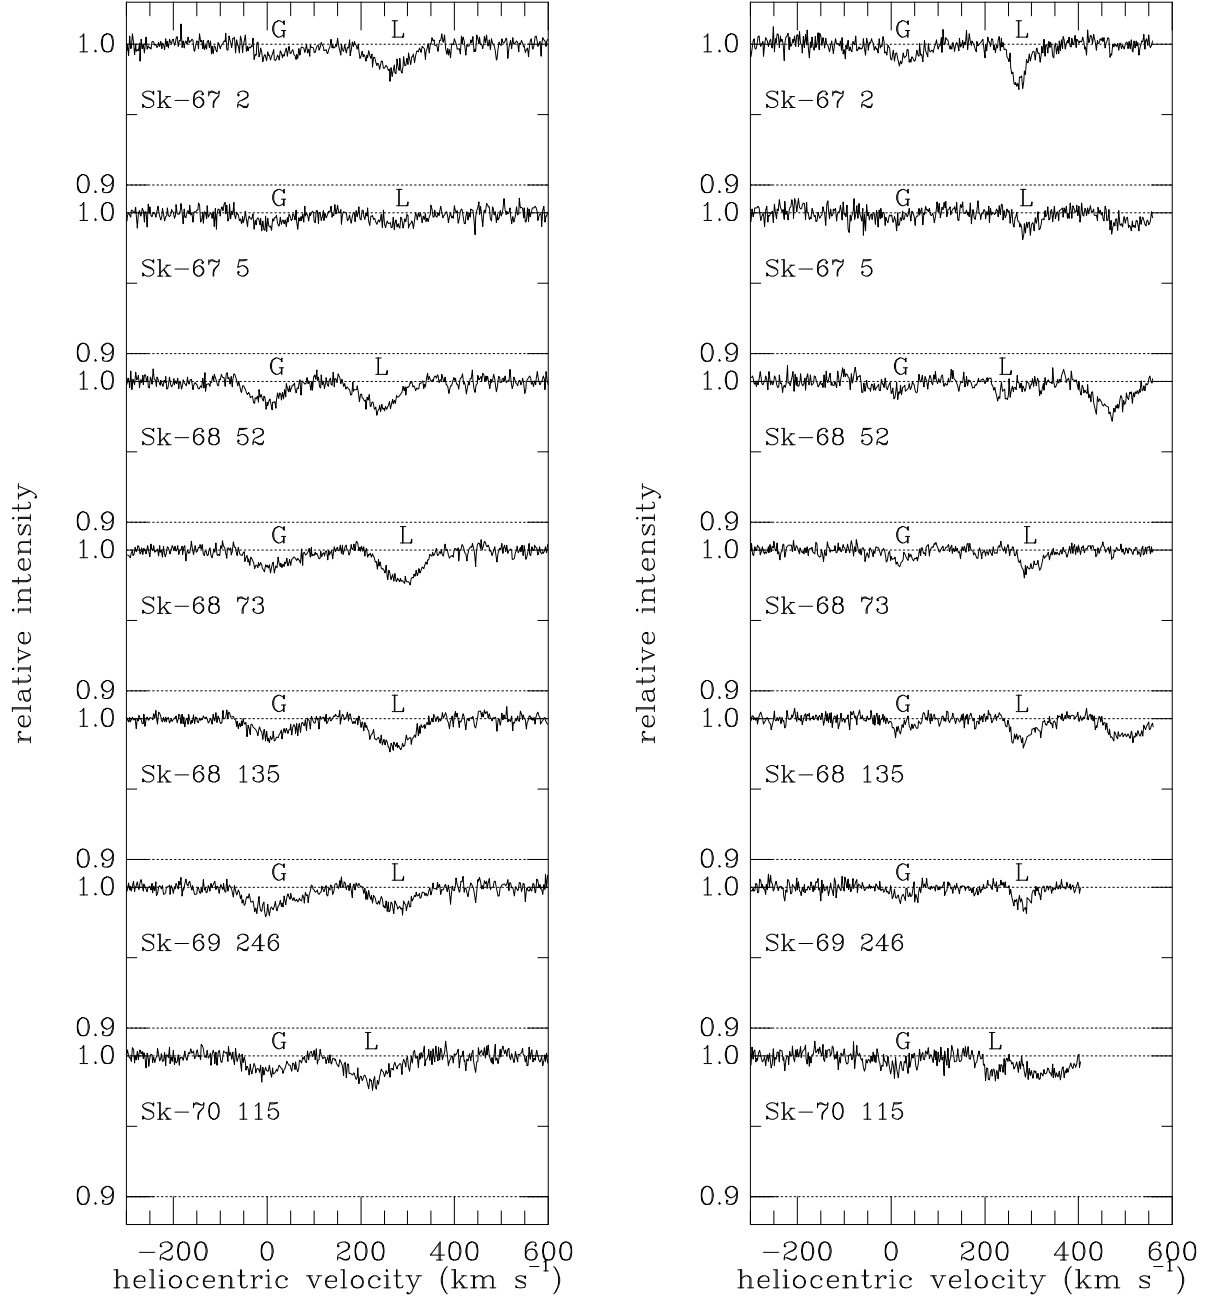 relative intensity
1.0
G L
Sk−67 2
0.9
1.0
G L
Sk−67 5
0.9
1.0
G L
Sk−68 52
0.9
1.0
G L
Sk−68 73
0.9
1.0
G L
Sk−68 135
0.9
1.0
G L
Sk−69 246
0.9
1.0
G L
Sk−70 115
0.9
−200 0 200 400 600
heliocentric velocity (km s⁻¹)
relative intensity
1.0
G L
Sk−67 2
0.9
1.0
G L
Sk−67 5
0.9
1.0
G L
Sk−68 52
0.9
1.0
G L
Sk−68 73
0.9
1.0
G L
Sk−68 135
0.9
1.0
G L
Sk−69 246
0.9
1.0
G L
Sk−70 115
0.9
−200 0 200 400 600
heliocentric velocity (km s⁻¹)